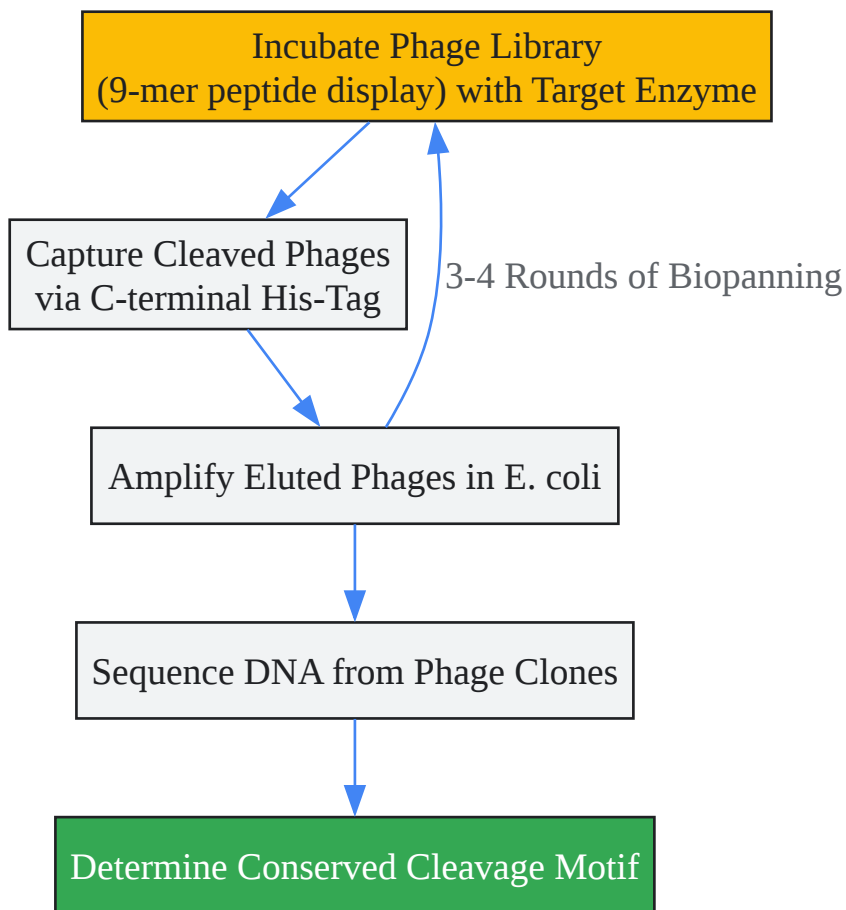 Incubate Phage Library
(9-mer peptide display) with Target Enzyme
Capture Cleaved Phages
via C-terminal His-Tag
3-4 Rounds of Biopanning
Amplify Eluted Phages in E. coli
Sequence DNA from Phage Clones
Determine Conserved Cleavage Motif